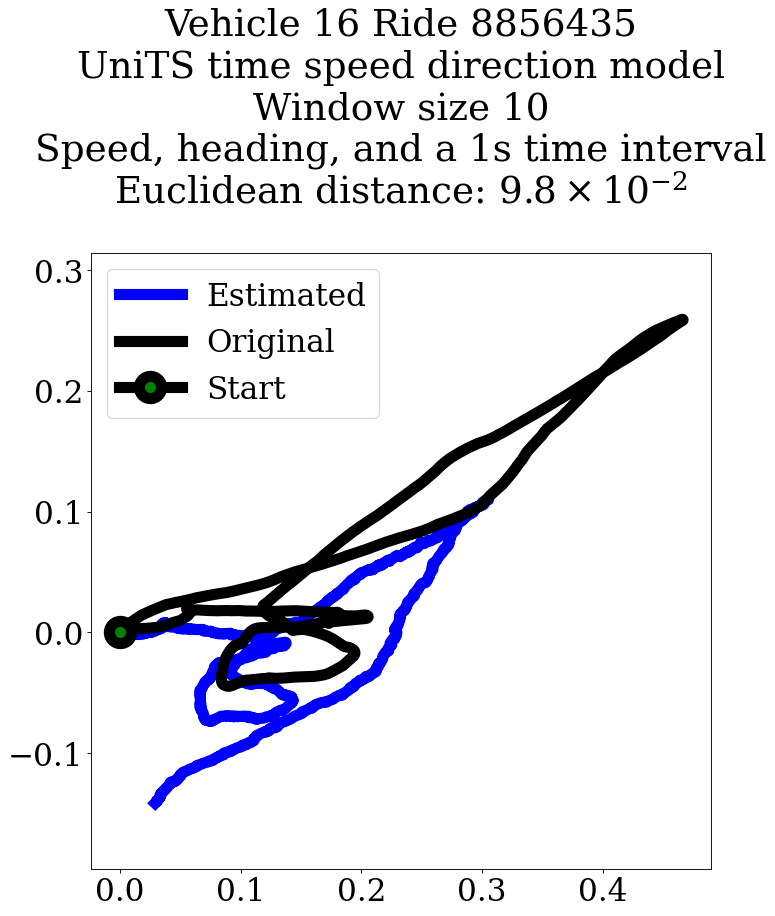 Vehicle 16 Ride 8856435
UniTS time speed direction model
Window size 10
Speed, heading, and a 1s time interval
Euclidean distance: 9.8 × 10⁻²
0.3
0.2
0.1
0.0
−0.1
Estimated
Original
Start
0.0 0.1 0.2 0.3 0.4